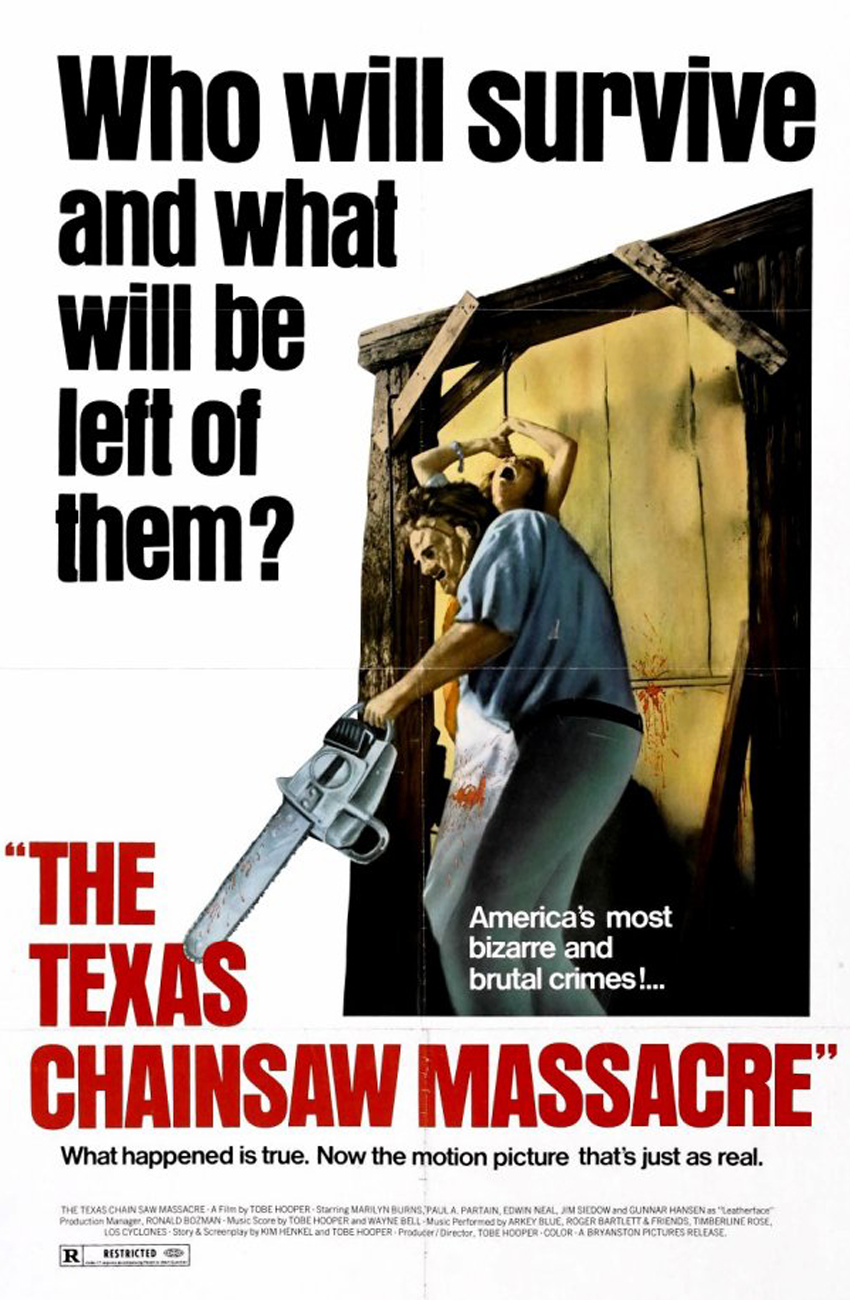 Who will survive
and what
will be
left of
them?
America's most
bizarre and
brutal crimes!...
"THE
TEXAS
CHAINSAW MASSACRE"
What happened is true. Now the motion picture that's just as real.
THE TEXAS CHAIN SAW MASSACRE · A Film by TOBE HOOPER · Starring MARILYN BURNS, PAUL A. PARTAIN, EDWIN NEAL, JIM SIEDOW and GUNNAR HANSEN as "Leatherface"
Production Manager, RONALD BOZMAN · Music Score by TOBE HOOPER and WAYNE BELL · Music Performed by ARKEY BLUE, ROGER BARTLETT & FRIENDS, TIMBERLINE ROSE,
LOS CYCLONES · Story & Screenplay by KIM HENKEL and TOBE HOOPER · Producer/Director, TOBE HOOPER · COLOR · A BRYANSTON PICTURES RELEASE.
R RESTRICTED